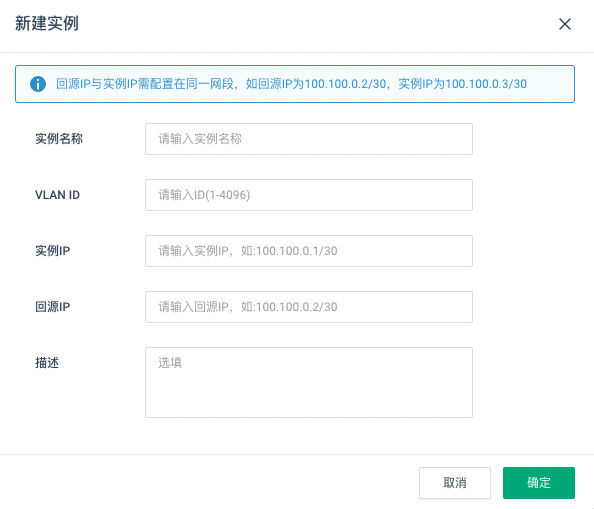 新建实例
回源IP与实例IP需配置在同一网段，如回源IP为100.100.0.2/30，实例IP为100.100.0.3/30
实例名称 请输入实例名称
VLAN ID 请输入ID(1-4096)
实例IP 请输入实例IP，如:100.100.0.1/30
回源IP 请输入回源IP，如:100.100.0.2/30
描述 选填
取消 确定